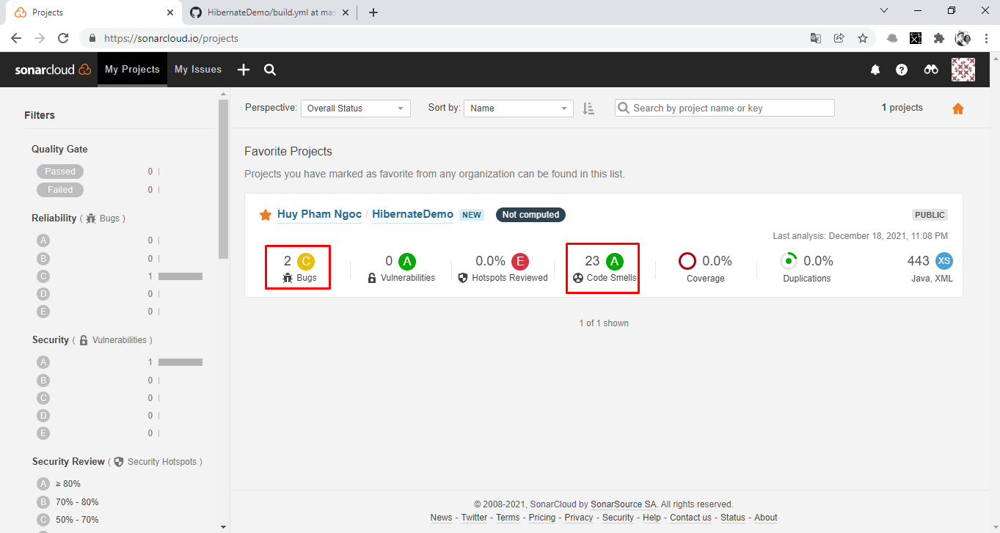 Projects
HibernateDemo/build.yml at mas
https://sonarcloud.io/projects
sonarcloud My Projects My Issues
Filters
Quality Gate
Passed 0
Failed 0
Reliability ( Bugs )
A 0
B 0
C 1
D 0
E 0
Security ( Vulnerabilities )
A 1
B 0
C 0
D 0
E 0
Security Review ( Security Hotspots )
A ≥ 80%
B 70% - 80%
C 50% - 70%
Perspective: Overall Status Sort by: Name Search by project name or key 1 projects
Favorite Projects
Projects you have marked as favorite from any organization can be found in this list.
Huy Pham Ngoc / HibernateDemo NEW Not computed PUBLIC
Last analysis: December 18, 2021, 11:08 PM
2 C 0 A 0.0% E 23 A 0.0% 0.0% 443 XS
Bugs Vulnerabilities Hotspots Reviewed Code Smells Coverage Duplications Java, XML
1 of 1 shown
© 2008-2021, SonarCloud by SonarSource SA. All rights reserved.
News - Twitter - Terms - Pricing - Privacy - Security - Help - Contact us - Status - About